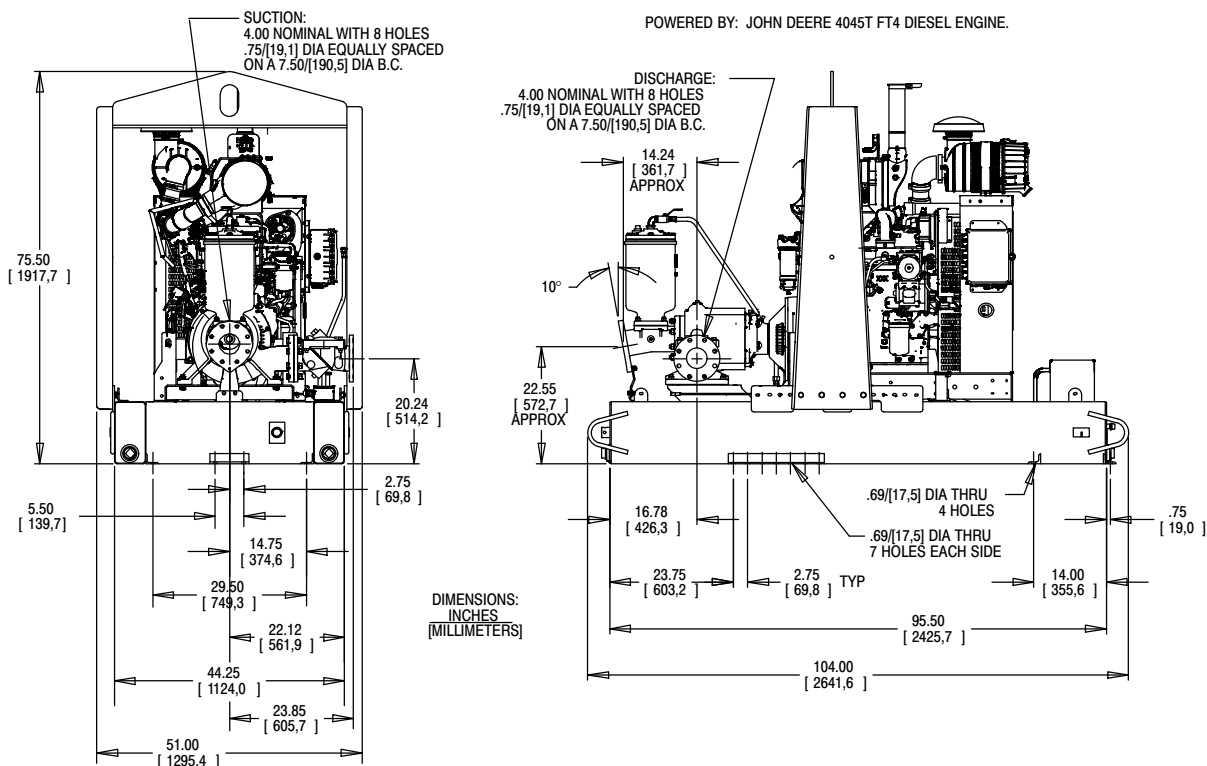 SUCTION:
4.00 NOMINAL WITH 8 HOLES
.75/[19,1] DIA EQUALLY SPACED
ON A 7.50/[190,5] DIA B.C.
POWERED BY: JOHN DEERE 4045T FT4 DIESEL ENGINE.
DISCHARGE:
4.00 NOMINAL WITH 8 HOLES
.75/[19,1] DIA EQUALLY SPACED
ON A 7.50/[190,5] DIA B.C.
14.24
[ 361,7 ]
APPROX
75.50
[ 1917,7 ]
10°
22.55
[ 572,7 ]
APPROX
20.24
[ 514,2 ]
2.75
[ 69,8 ]
5.50
[ 139,7]
14.75
[ 374,6 ]
29.50
[ 749,3 ]
22.12
[ 561,9 ]
44.25
[ 1124,0 ]
23.85
[ 605,7 ]
51.00
[ 1295,4 ]
DIMENSIONS:
INCHES
[MILLIMETERS]
16.78
[ 426,3 ]
.69/[17,5] DIA THRU
4 HOLES
.69/[17,5] DIA THRU
7 HOLES EACH SIDE
.75
[ 19,0 ]
23.75
[ 603,2 ]
2.75 TYP
[ 69,8 ]
14.00
[ 355,6 ]
95.50
[ 2425,7 ]
104.00
[ 2641,6 ]